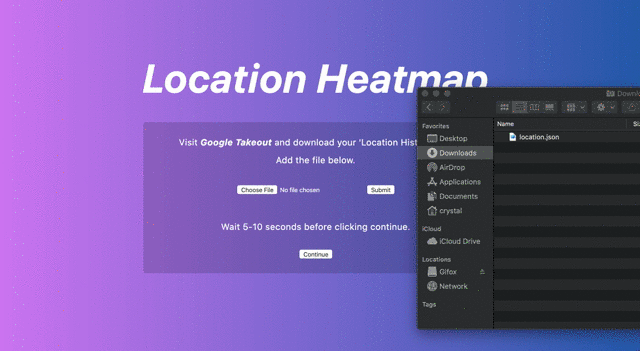 Location Heatmap
Visit Google Takeout and download your 'Location Hist
Add the file below.
Choose File No file chosen
Submit
Wait 5-10 seconds before clicking continue.
Continue
Downlo
Name
Siz
Favorites
Desktop
Downloads
AirDrop
Applications
Documents
crystal
iCloud
iCloud Drive
Locations
Gifox
Network
Tags
location.json